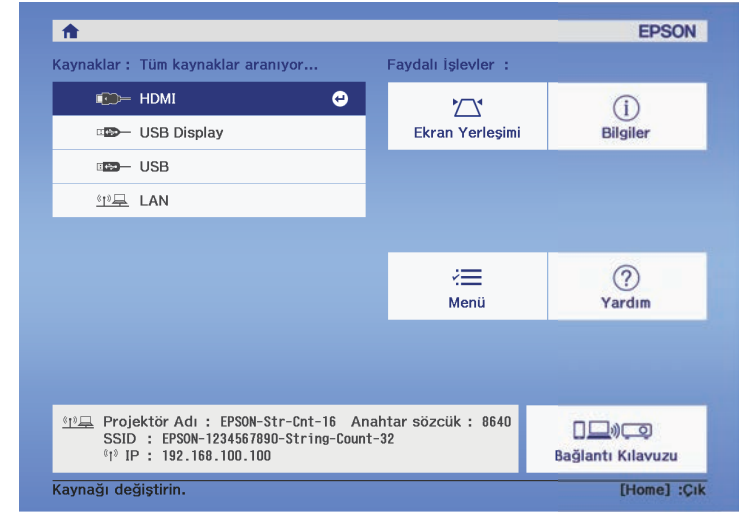 EPSON
Kaynaklar : Tüm kaynaklar aranıyor...
HDMI
USB Display
USB
LAN
Faydalı İşlevler :
Ekran Yerleşimi
Bilgiler
Menü
Yardım
Projektör Adı : EPSON-Str-Cnt-16 Anahtar sözcük : 8640
SSID : EPSON-1234567890-String-Count-32
IP : 192.168.100.100
Bağlantı Kılavuzu
Kaynağı değiştirin.
[Home] :Çık